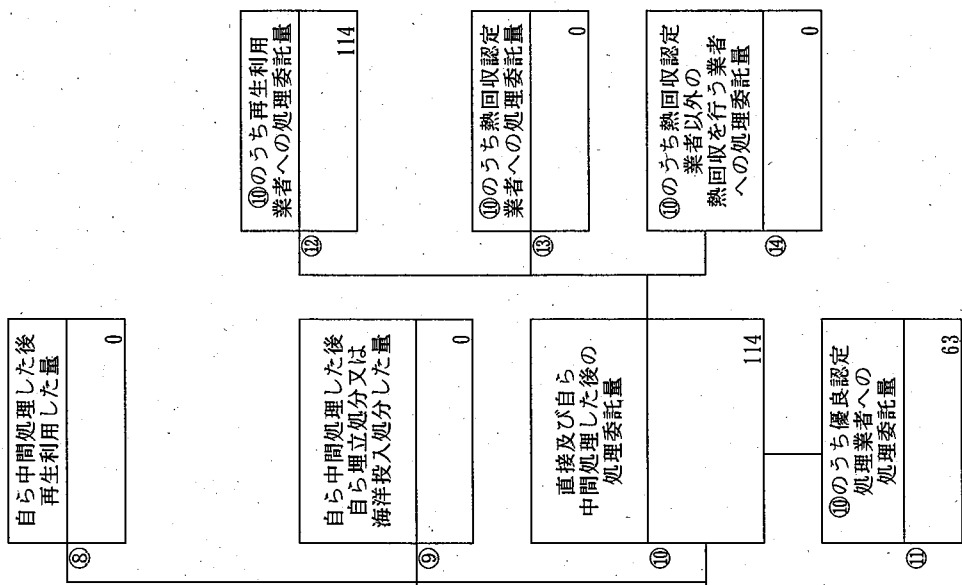 ⑧
自ら中間処理した後
再生利用した量
0
⑨
自ら中間処理した後
自ら埋立処分又は
海洋投入処分した量
0
⑩
直接及び自ら
中間処理した後の
処理委託量
114
⑪
⑩のうち優良認定
処理業者への
処理委託量
63
⑫
⑩のうち再生利用
業者への処理委託量
114
⑬
⑩のうち熱回収認定
業者への処理委託量
0
⑭
⑩のうち熱回収認定
業者以外の
熱回収を行う業者
への処理委託量
0